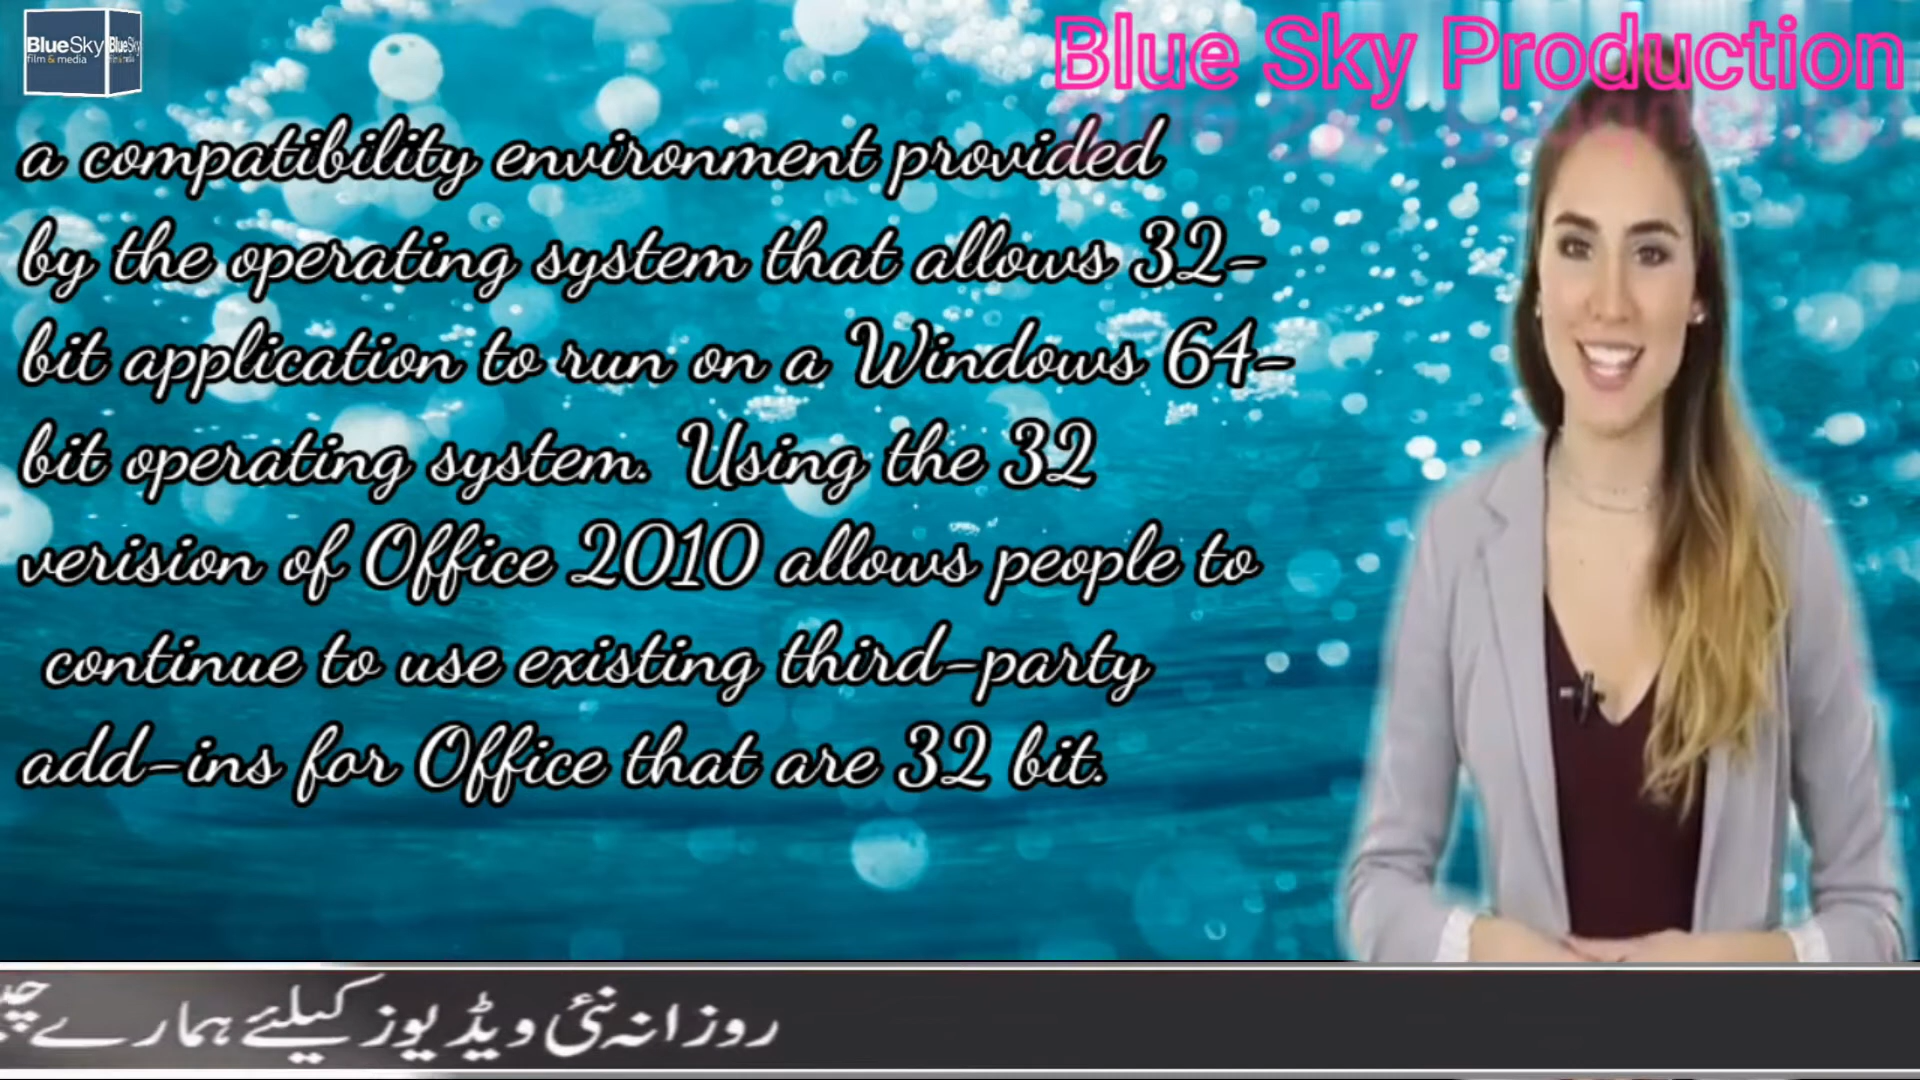 BlueSky
film & media
BlueSky
Blue Sky Production
a compatibility environment provided
by the operating system that allows 32-
bit application to run on a Windows 64-
bit operating system. Using the 32
verision of Office 2010 allows people to
continue to use existing third-party
add-ins for Office that are 32 bit.
روزانہ نئی ویڈیوز کیلئے ہمارے